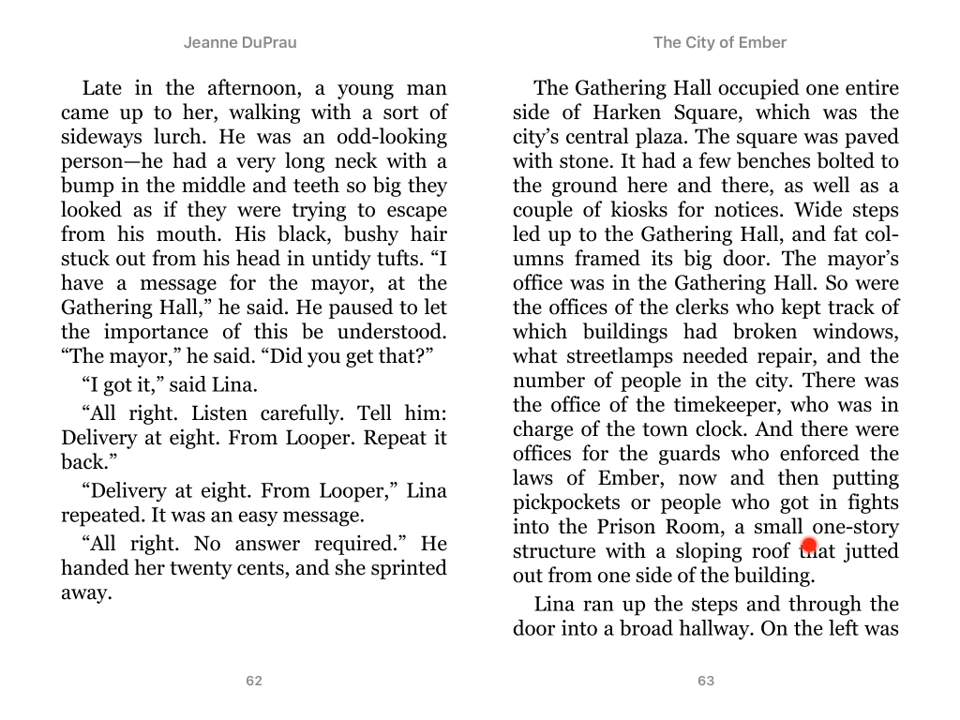 Jeanne DuPrau
Late in the afternoon, a young man
came up to her, walking with a sort of
sideways lurch. He was an odd-looking
person—he had a very long neck with a
bump in the middle and teeth so big they
looked as if they were trying to escape
from his mouth. His black, bushy hair
stuck out from his head in untidy tufts. “I
have a message for the mayor, at the
Gathering Hall,” he said. He paused to let
the importance of this be understood.
“The mayor,” he said. “Did you get that?”
“I got it,” said Lina.
“All right. Listen carefully. Tell him:
Delivery at eight. From Looper. Repeat it
back.”
“Delivery at eight. From Looper,” Lina
repeated. It was an easy message.
“All right. No answer required.” He
handed her twenty cents, and she sprinted
away.
62
The City of Ember
The Gathering Hall occupied one entire
side of Harken Square, which was the
city’s central plaza. The square was paved
with stone. It had a few benches bolted to
the ground here and there, as well as a
couple of kiosks for notices. Wide steps
led up to the Gathering Hall, and fat col-
umns framed its big door. The mayor’s
office was in the Gathering Hall. So were
the offices of the clerks who kept track of
which buildings had broken windows,
what streetlamps needed repair, and the
number of people in the city. There was
the office of the timekeeper, who was in
charge of the town clock. And there were
offices for the guards who enforced the
laws of Ember, now and then putting
pickpockets or people who got in fights
into the Prison Room, a small one-story
structure with a sloping roof that jutted
out from one side of the building.
Lina ran up the steps and through the
door into a broad hallway. On the left was
63